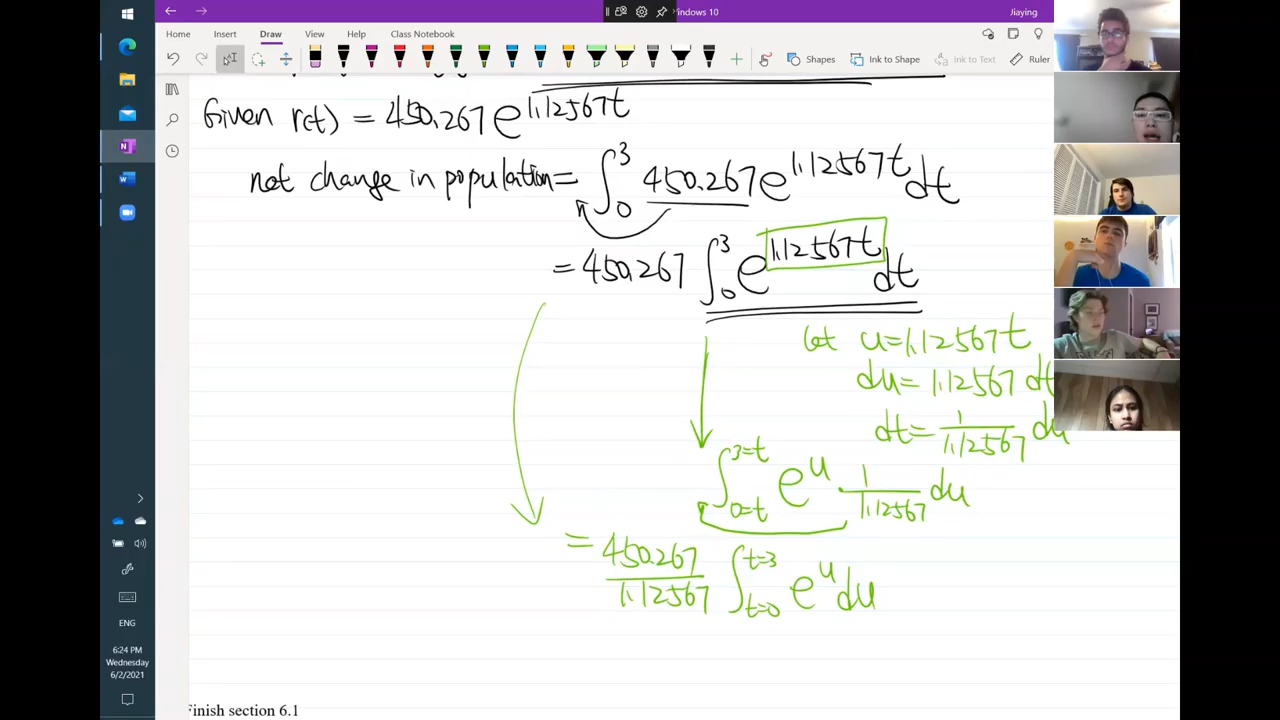 indows 10
Jiaying
Home Insert Draw View Help Class Notebook
Shapes Ink to Shape Ink to Text Ruler
Given r(t) = 450.267 e^{1.12567t}
net change in population = ∫_0^3 450.267 e^{1.12567t} dt
= 450.267 ∫_0^3 e^{1.12567t} dt
let u = 1.12567t
du = 1.12567 dt
dt = 1/1.12567 du
∫_{0=t}^{3=t} e^u · 1/1.12567 du
= 450.267/1.12567 ∫_{t=0}^{t=3} e^u du
ENG
6:24 PM
Wednesday
6/2/2021
Finish section 6.1